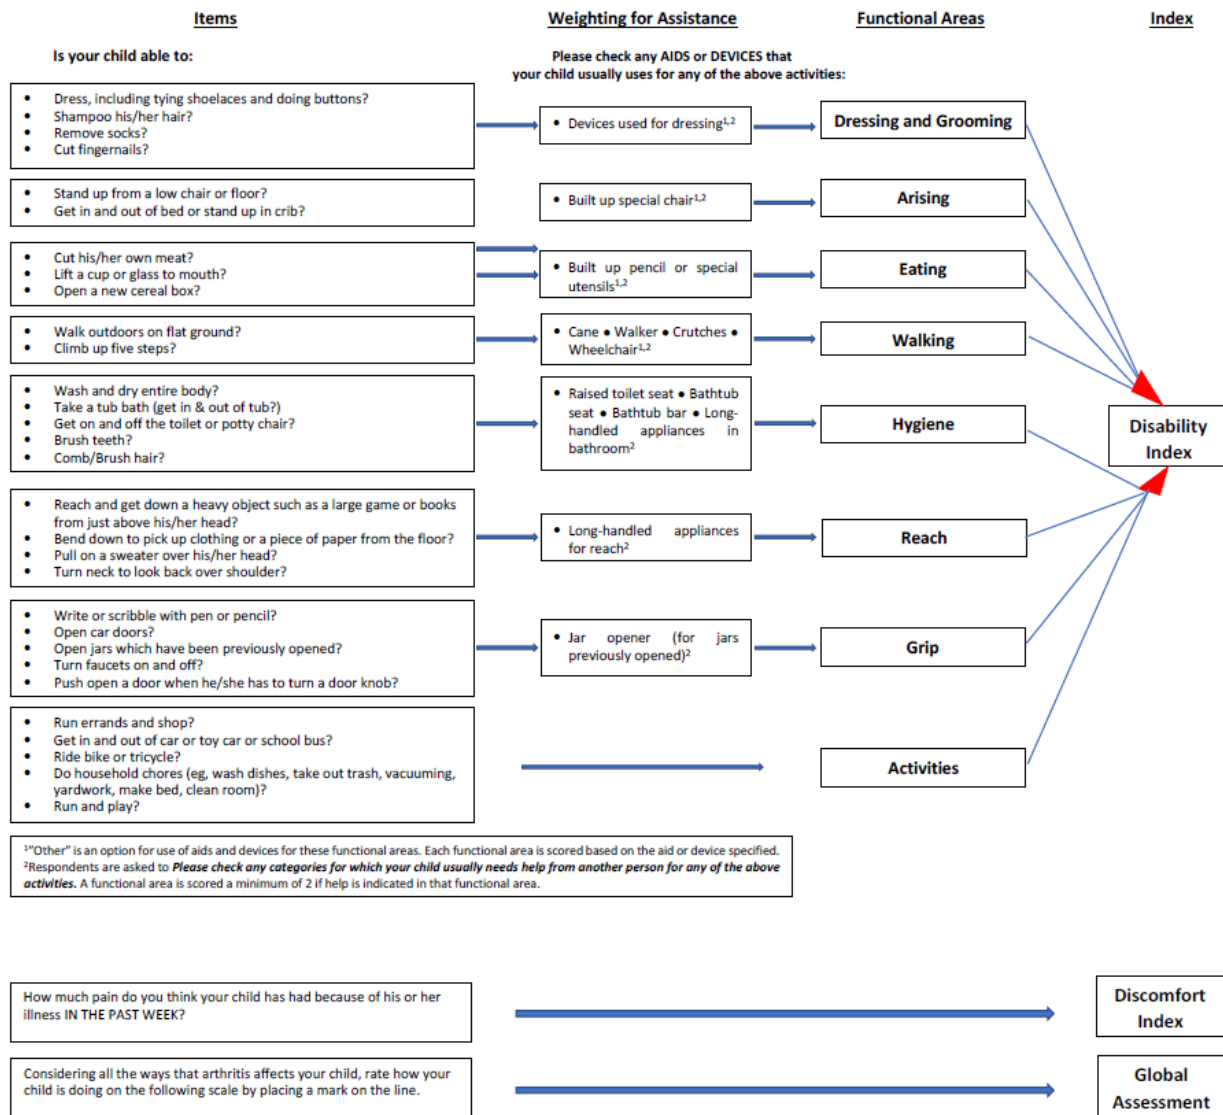 Items
Weighting for Assistance
Functional Areas
Index
Is your child able to:
Please check any AIDS or DEVICES that
your child usually uses for any of the above activities:
• Dress, including tying shoelaces and doing buttons?
• Shampoo his/her hair?
• Remove socks?
• Cut fingernails?
• Devices used for dressing1,2
Dressing and Grooming
• Stand up from a low chair or floor?
• Get in and out of bed or stand up in crib?
• Built up special chair1,2
Arising
• Cut his/her own meat?
• Lift a cup or glass to mouth?
• Open a new cereal box?
• Built up pencil or special
utensils1,2
Eating
• Walk outdoors on flat ground?
• Climb up five steps?
• Cane ● Walker ● Crutches ●
Wheelchair1,2
Walking
• Wash and dry entire body?
• Take a tub bath (get in & out of tub?)
• Get on and off the toilet or potty chair?
• Brush teeth?
• Comb/Brush hair?
• Raised toilet seat ● Bathtub
seat ● Bathtub bar ● Long-
handled appliances in
bathroom2
Hygiene
Disability
Index
• Reach and get down a heavy object such as a large game or books
from just above his/her head?
• Bend down to pick up clothing or a piece of paper from the floor?
• Pull on a sweater over his/her head?
• Turn neck to look back over shoulder?
• Long-handled appliances
for reach2
Reach
• Write or scribble with pen or pencil?
• Open car doors?
• Open jars which have been previously opened?
• Turn faucets on and off?
• Push open a door when he/she has to turn a door knob?
• Jar opener (for jars
previously opened)2
Grip
• Run errands and shop?
• Get in and out of car or toy car or school bus?
• Ride bike or tricycle?
• Do household chores (eg, wash dishes, take out trash, vacuuming,
yardwork, make bed, clean room)?
• Run and play?
Activities
1"Other" is an option for use of aids and devices for these functional areas. Each functional area is scored based on the aid or device specified.
2Respondents are asked to Please check any categories for which your child usually needs help from another person for any of the above
activities. A functional area is scored a minimum of 2 if help is indicated in that functional area.
How much pain do you think your child has had because of his or her
illness IN THE PAST WEEK?
Discomfort
Index
Considering all the ways that arthritis affects your child, rate how your
child is doing on the following scale by placing a mark on the line.
Global
Assessment